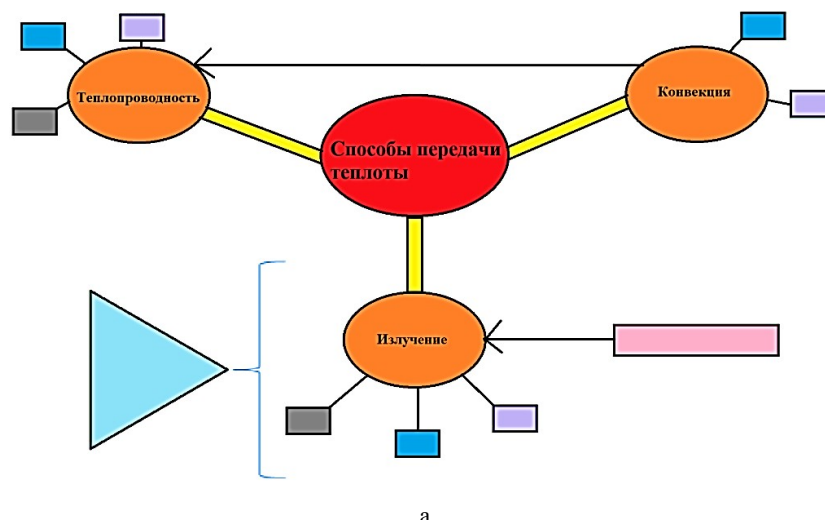 Теплопроводность
Конвекция
Способы передачи
теплоты
Излучение
а